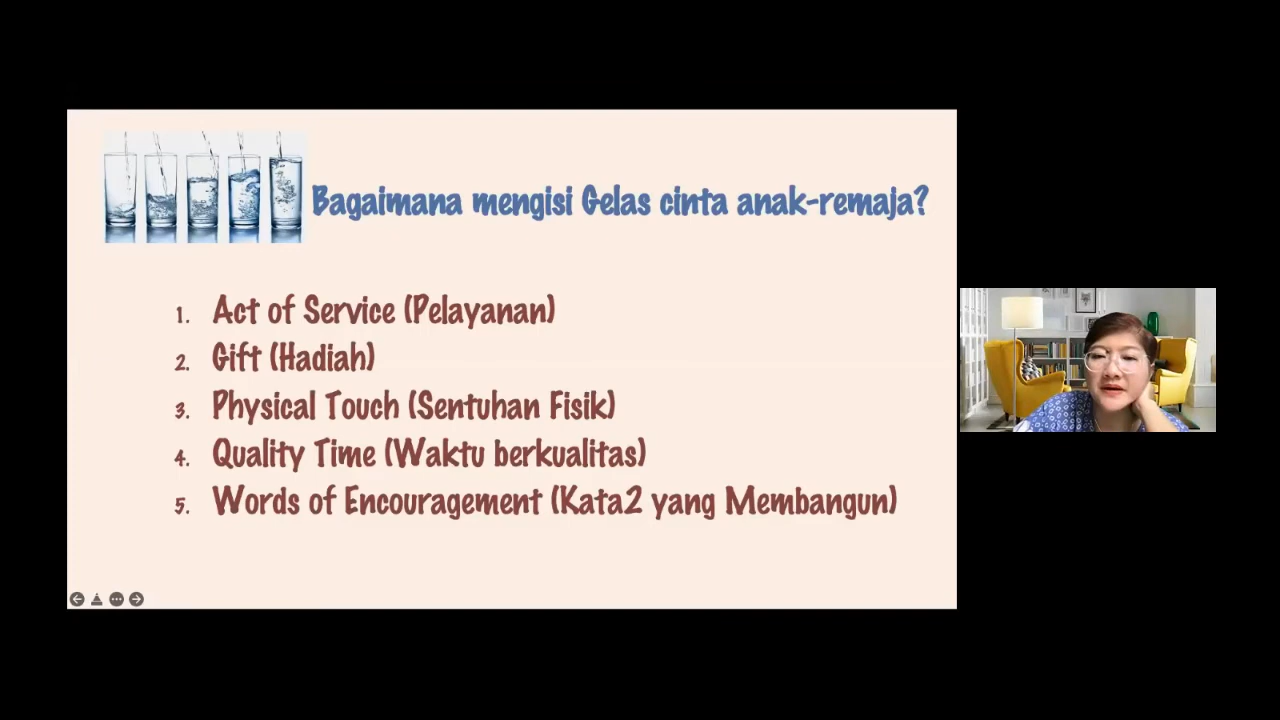 Bagaimana mengisi Gelas cinta anak-remaja?
1. Act of Service (Pelayanan)
2. Gift (Hadiah)
3. Physical Touch (Sentuhan Fisik)
4. Quality Time (Waktu berkualitas)
5. Words of Encouragement (Kata2 yang Membangun)